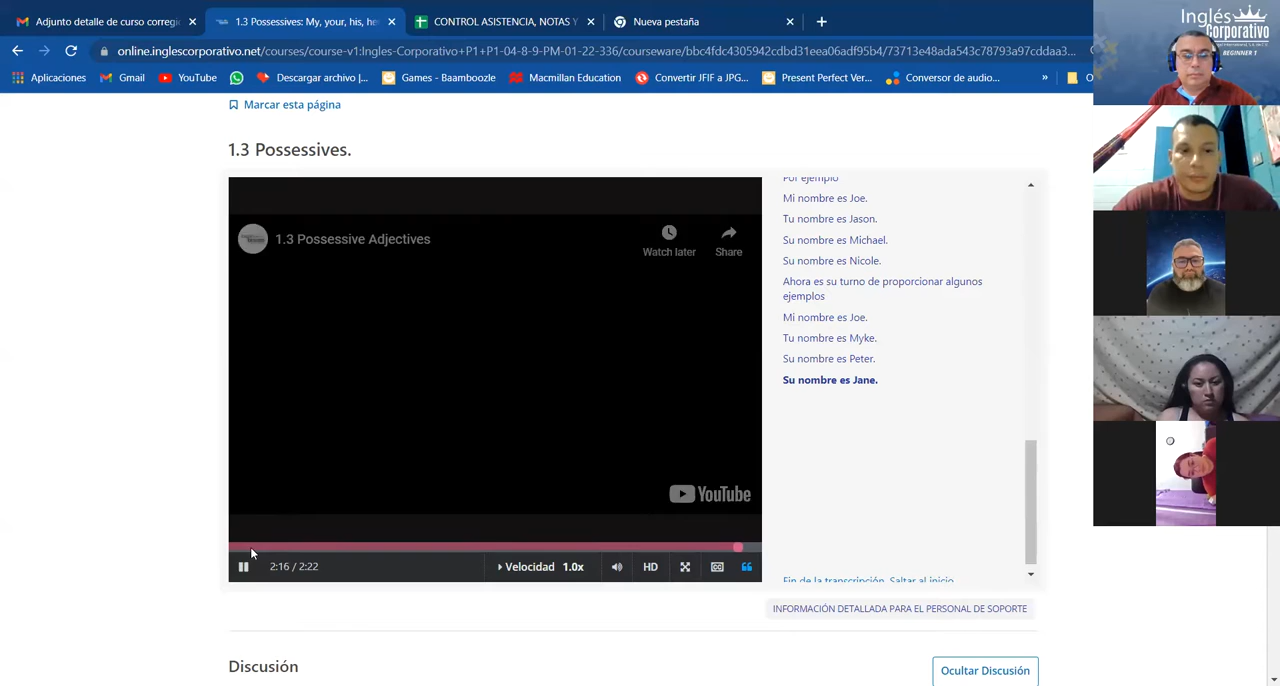 Adjunto detalle de curso corregi
1.3 Possessives: My, your, his, he
CONTROL ASISTENCIA, NOTAS Y
Nueva pestaña
online.inglescorporativo.net/courses/course-v1:Ingles-Corporativo+P1+P1-04-8-9-PM-01-22-336/courseware/bbc4fdc4305942cdbd31eea06adf95b4/73713e48ada543c78793a97cddaa3...
Aplicaciones
Gmail
YouTube
Descargar archivo |...
Games - Baamboozle
Macmillan Education
Convertir JFIF a JPG...
Present Perfect Ver...
Conversor de audio...
»
O
Inglés
Corporativo
BEGINNER 1
Marcar esta página
1.3 Possessives.
1.3 Possessive Adjectives
Watch later
Share
YouTube
2:16 / 2:22
Velocidad 1.0x
HD
Por ejemplo
Mi nombre es Joe.
Tu nombre es Jason.
Su nombre es Michael.
Su nombre es Nicole.
Ahora es su turno de proporcionar algunos
ejemplos
Mi nombre es Joe.
Tu nombre es Myke.
Su nombre es Peter.
Su nombre es Jane.
Fin de la transcripción. Saltar al inicio
INFORMACIÓN DETALLADA PARA EL PERSONAL DE SOPORTE
Discusión
Ocultar Discusión